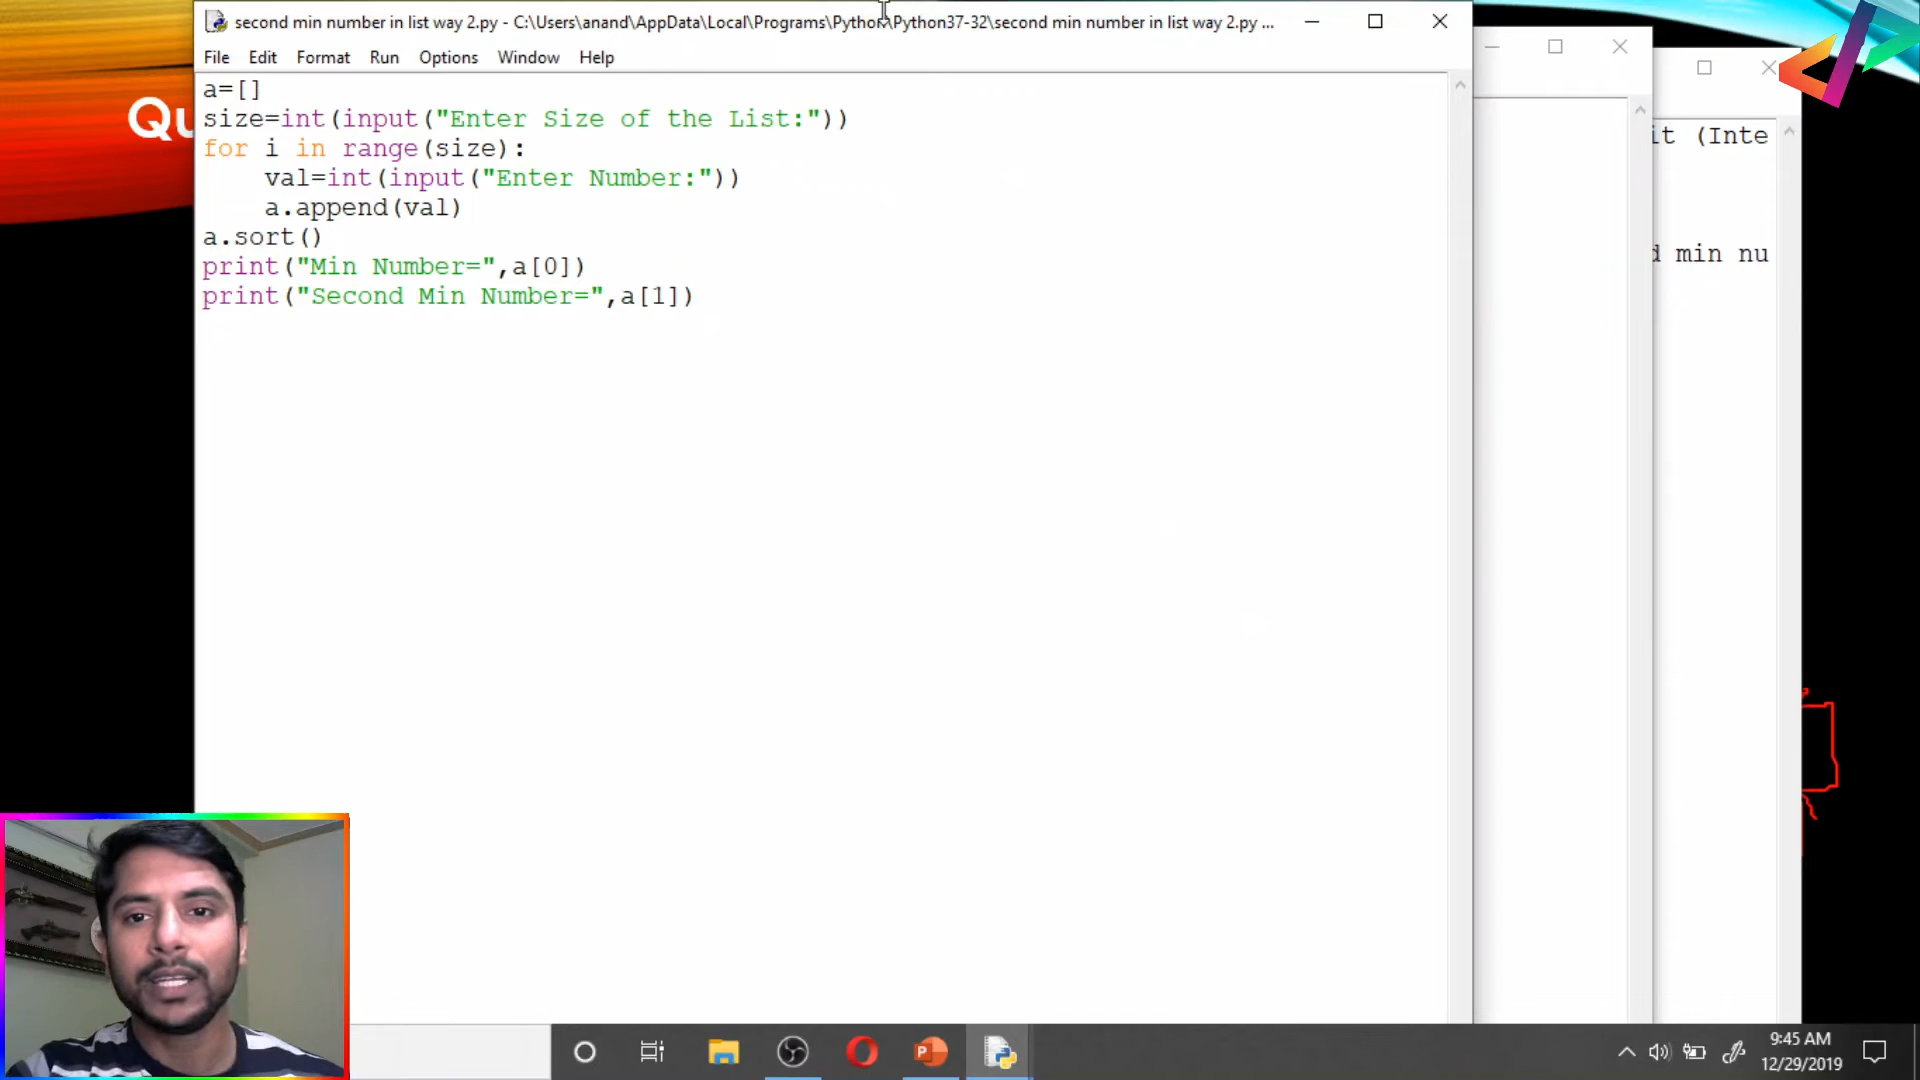 second min number in list way 2.py - C:\Users\anand\AppData\Local\Programs\Python\Python37-32\second min number in list way 2.py ...
File Edit Format Run Options Window Help
Qu
a=[]
size=int(input("Enter Size of the List:"))
for i in range(size):
    val=int(input("Enter Number:"))
    a.append(val)
a.sort()
print("Min Number=",a[0])
print("Second Min Number=",a[1])
it (Inte
d min nu
9:45 AM
12/29/2019